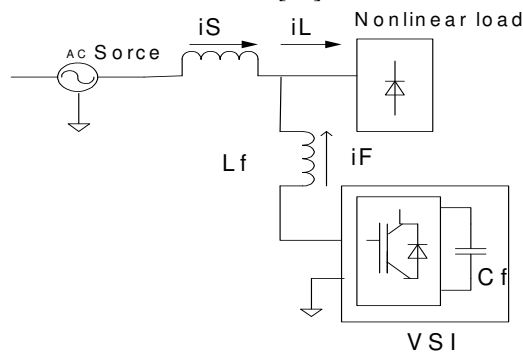 iS
iL
Nonlinear load
AC Sorce
Lf
iF
Cf
VSI